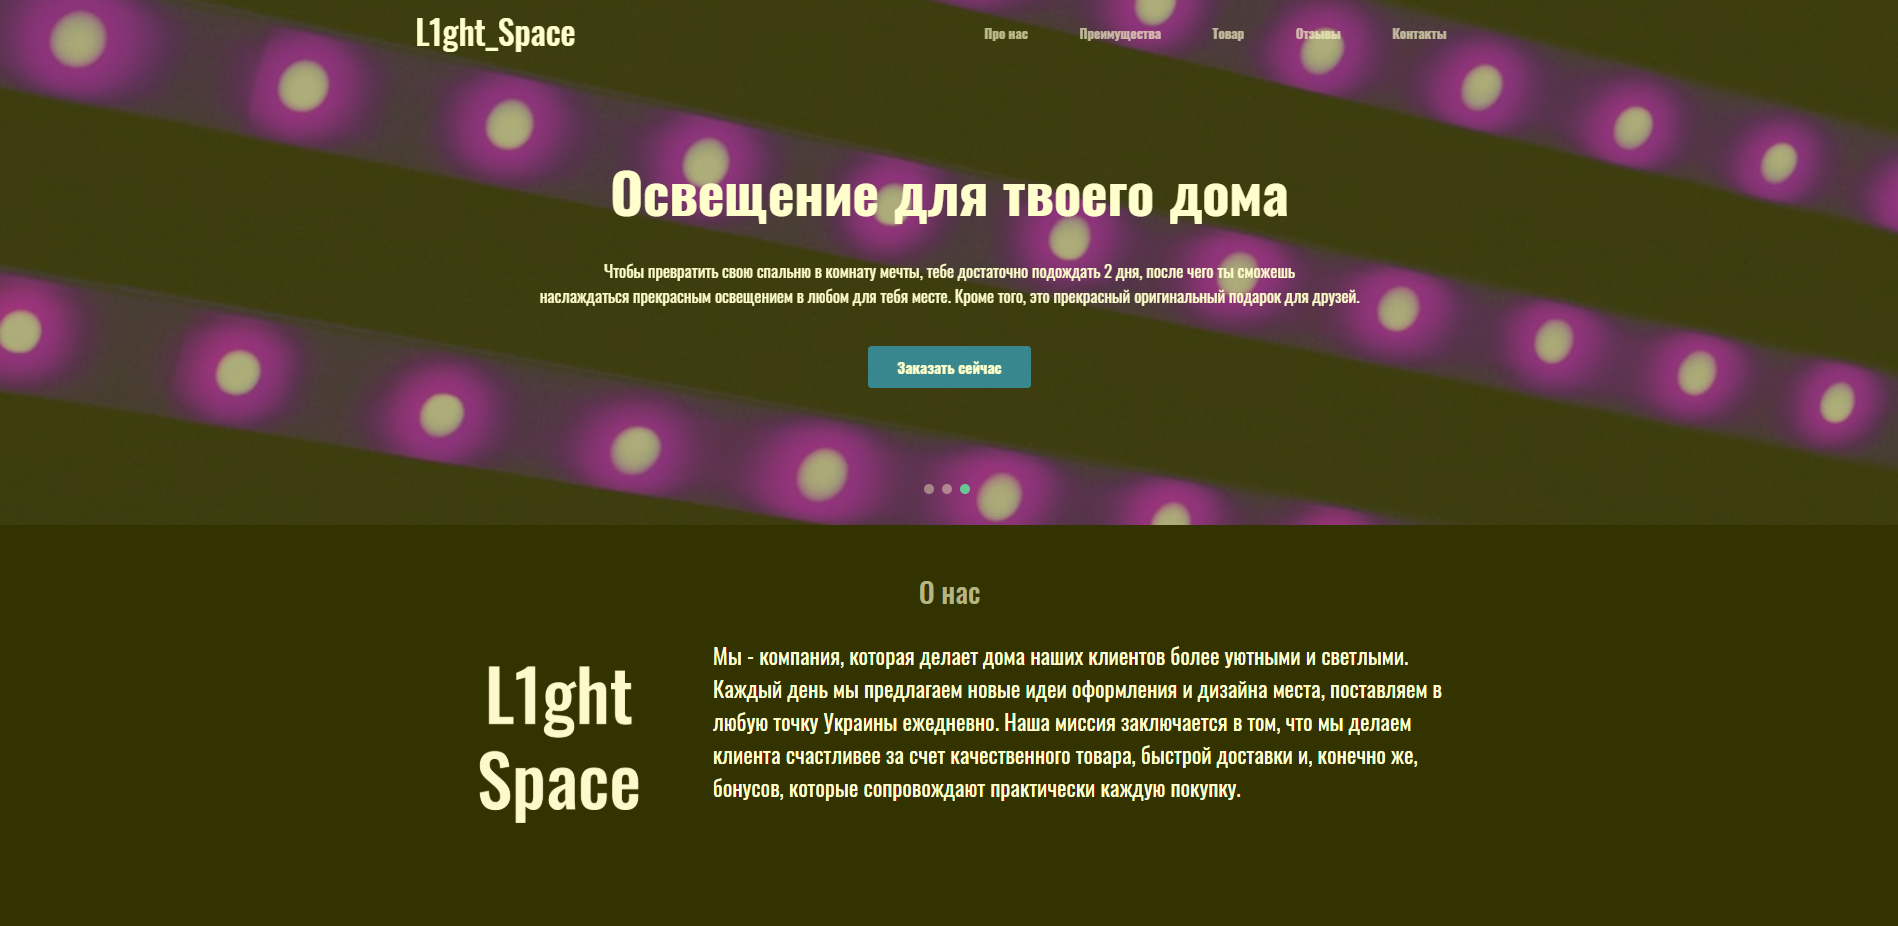 L1ght_Space
Про нас Преимущества Товар Отзывы Контакты
Освещение для твоего дома
Чтобы превратить свою спальню в комнату мечты, тебе достаточно подождать 2 дня, после чего ты сможешь
наслаждаться прекрасным освещением в любом для тебя месте. Кроме того, это прекрасный оригинальный подарок для друзей.
Заказать сейчас
О нас
L1ght
Space
Мы - компания, которая делает дома наших клиентов более уютными и светлыми.
Каждый день мы предлагаем новые идеи оформления и дизайна места, поставляем в
любую точку Украины ежедневно. Наша миссия заключается в том, что мы делаем
клиента счастливее за счет качественного товара, быстрой доставки и, конечно же,
бонусов, которые сопровождают практически каждую покупку.